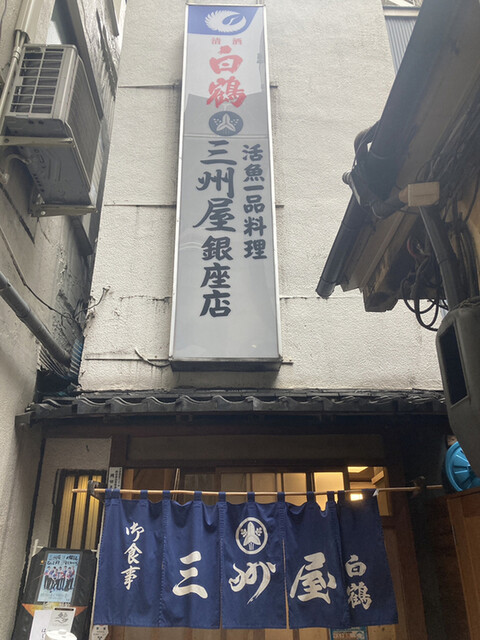 清酒
白鶴
活魚一品料理
三州屋銀座店
御食事
三州屋
白鶴